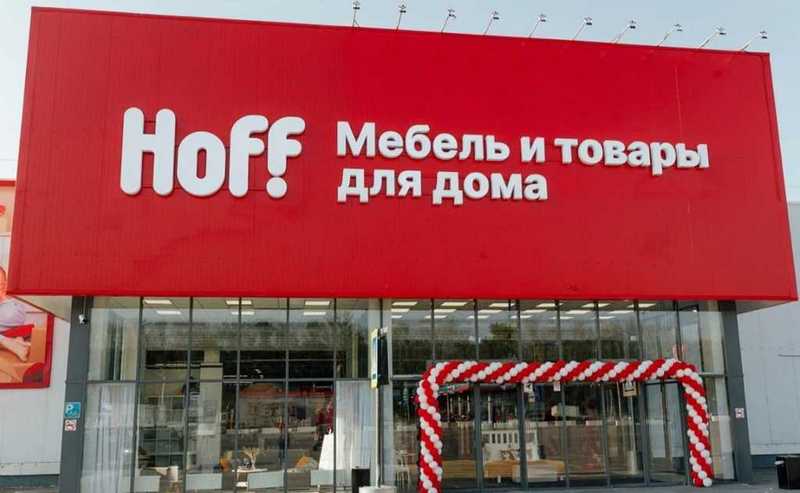 Hoff
Мебель и товары
для дома
P